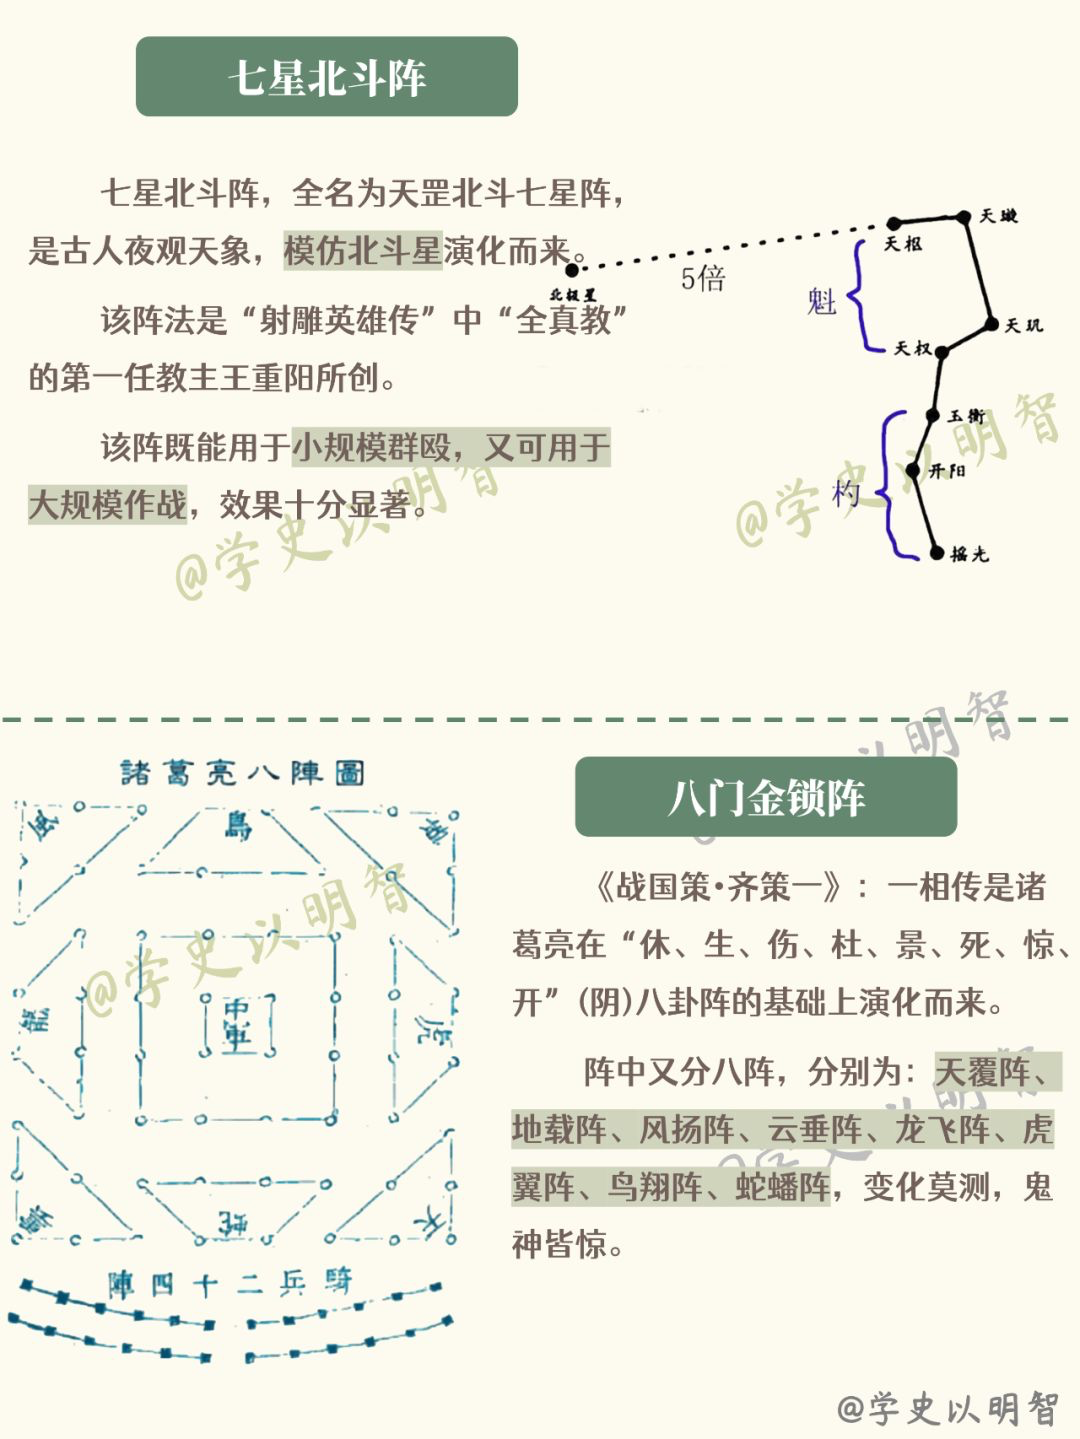 七星北斗阵
七星北斗阵，全名为天罡北斗七星阵，
是古人夜观天象，模仿北斗星演化而来。
该阵法是“射雕英雄传”中“全真教”
的第一任教主王重阳所创。
该阵既能用于小规模群殴，又可用于
大规模作战，效果十分显著。
天璇
天枢
5倍
北极星
魁
天玑
天权
玉衡
开阳
杓
摇光
@学史以明智
@学史以明智
諸葛亮八陣圖
風
鳥
地
龍
中軍
虎
雲
蛇
天
騎兵二十四陣
@学史以明智
以明智
八门金锁阵
《战国策·齐策一》：一相传是诸
葛亮在“休、生、伤、杜、景、死、惊、
开”(阴)八卦阵的基础上演化而来。
阵中又分八阵，分别为：天覆阵、
地载阵、风扬阵、云垂阵、龙飞阵、虎
翼阵、鸟翔阵、蛇蟠阵，变化莫测，鬼
神皆惊。
@学史以明智